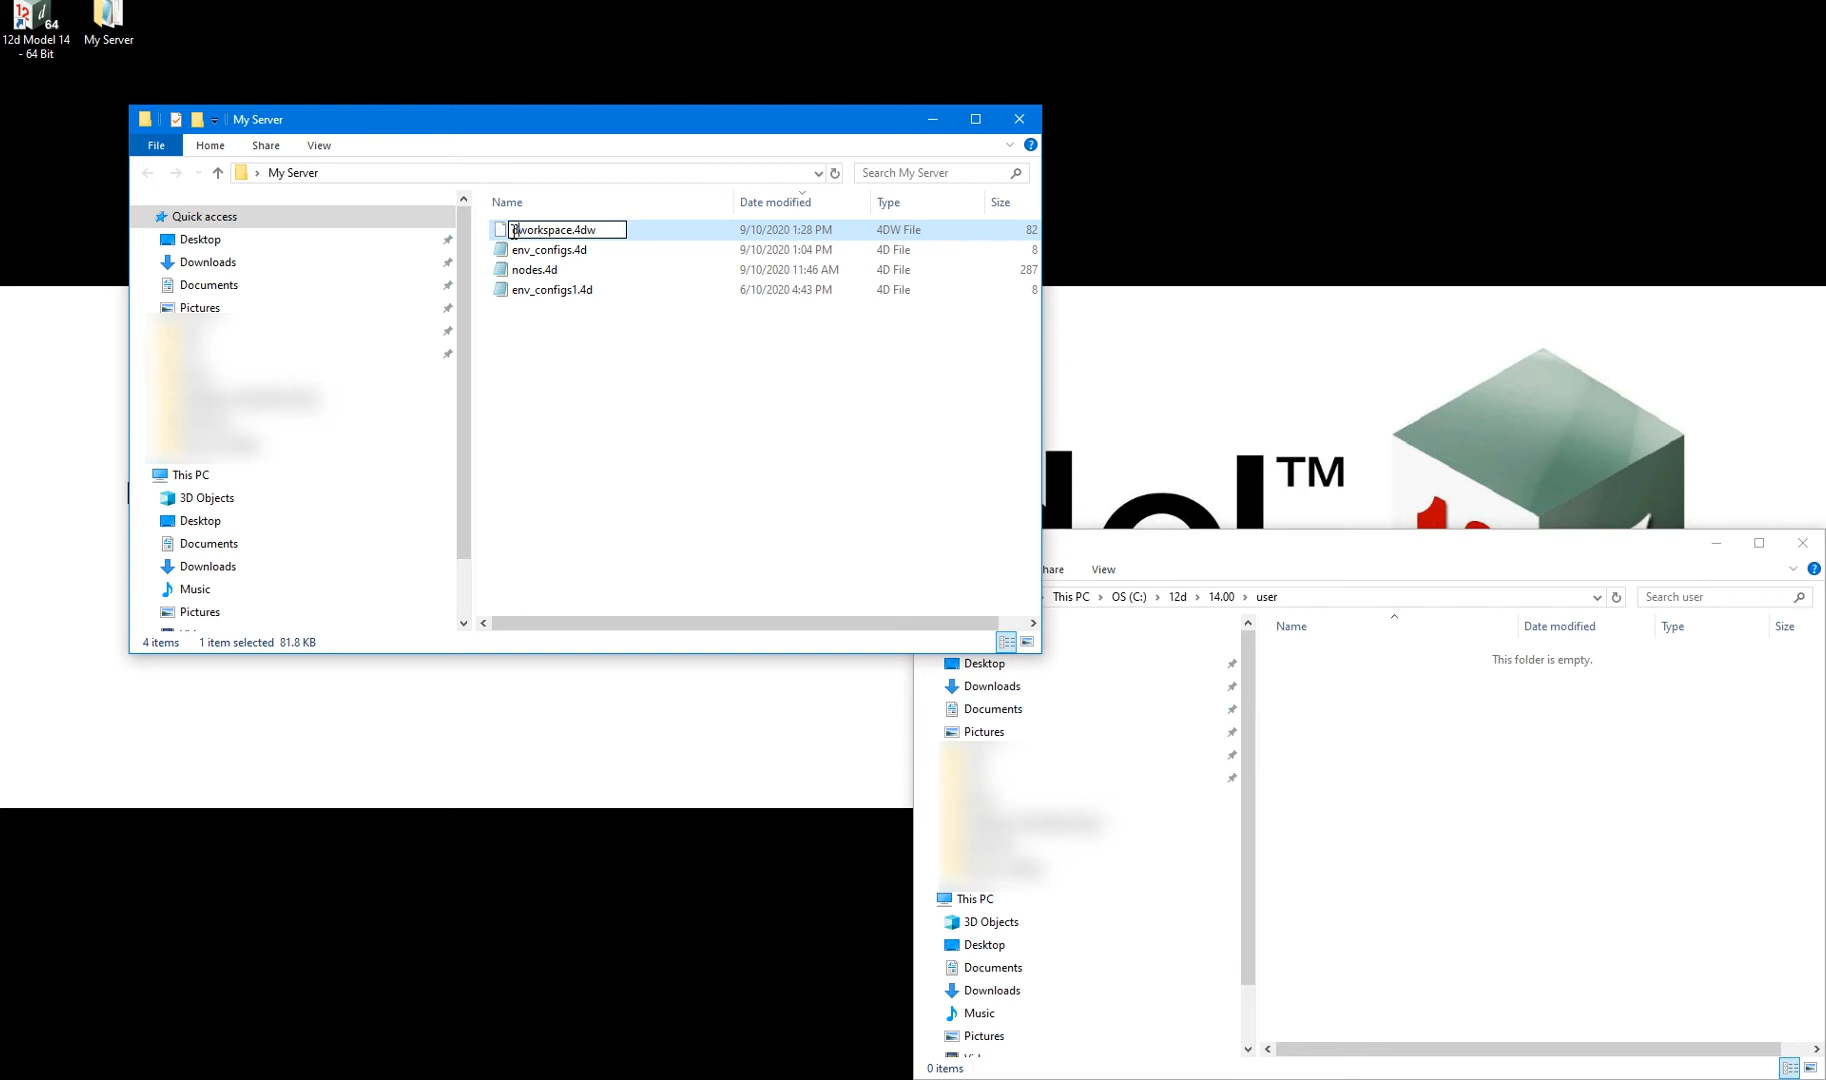 12d Model 14
- 64 Bit
My Server
My Server
File Home Share View
My Server
Search My Server
Name Date modified Type Size
workspace.4dw 9/10/2020 1:28 PM 4DW File 82
env_configs.4d 9/10/2020 1:04 PM 4D File 8
nodes.4d 9/10/2020 11:46 AM 4D File 287
env_configs1.4d 6/10/2020 4:43 PM 4D File 8
Quick access
Desktop
Downloads
Documents
Pictures
This PC
3D Objects
Desktop
Documents
Downloads
Music
Pictures
4 items 1 item selected 81.8 KB
TM
View
This PC > OS (C:) > 12d > 14.00 > user
Search user
Name Date modified Type Size
This folder is empty.
Desktop
Downloads
Documents
Pictures
This PC
3D Objects
Desktop
Documents
Downloads
Music
Pictures
0 items